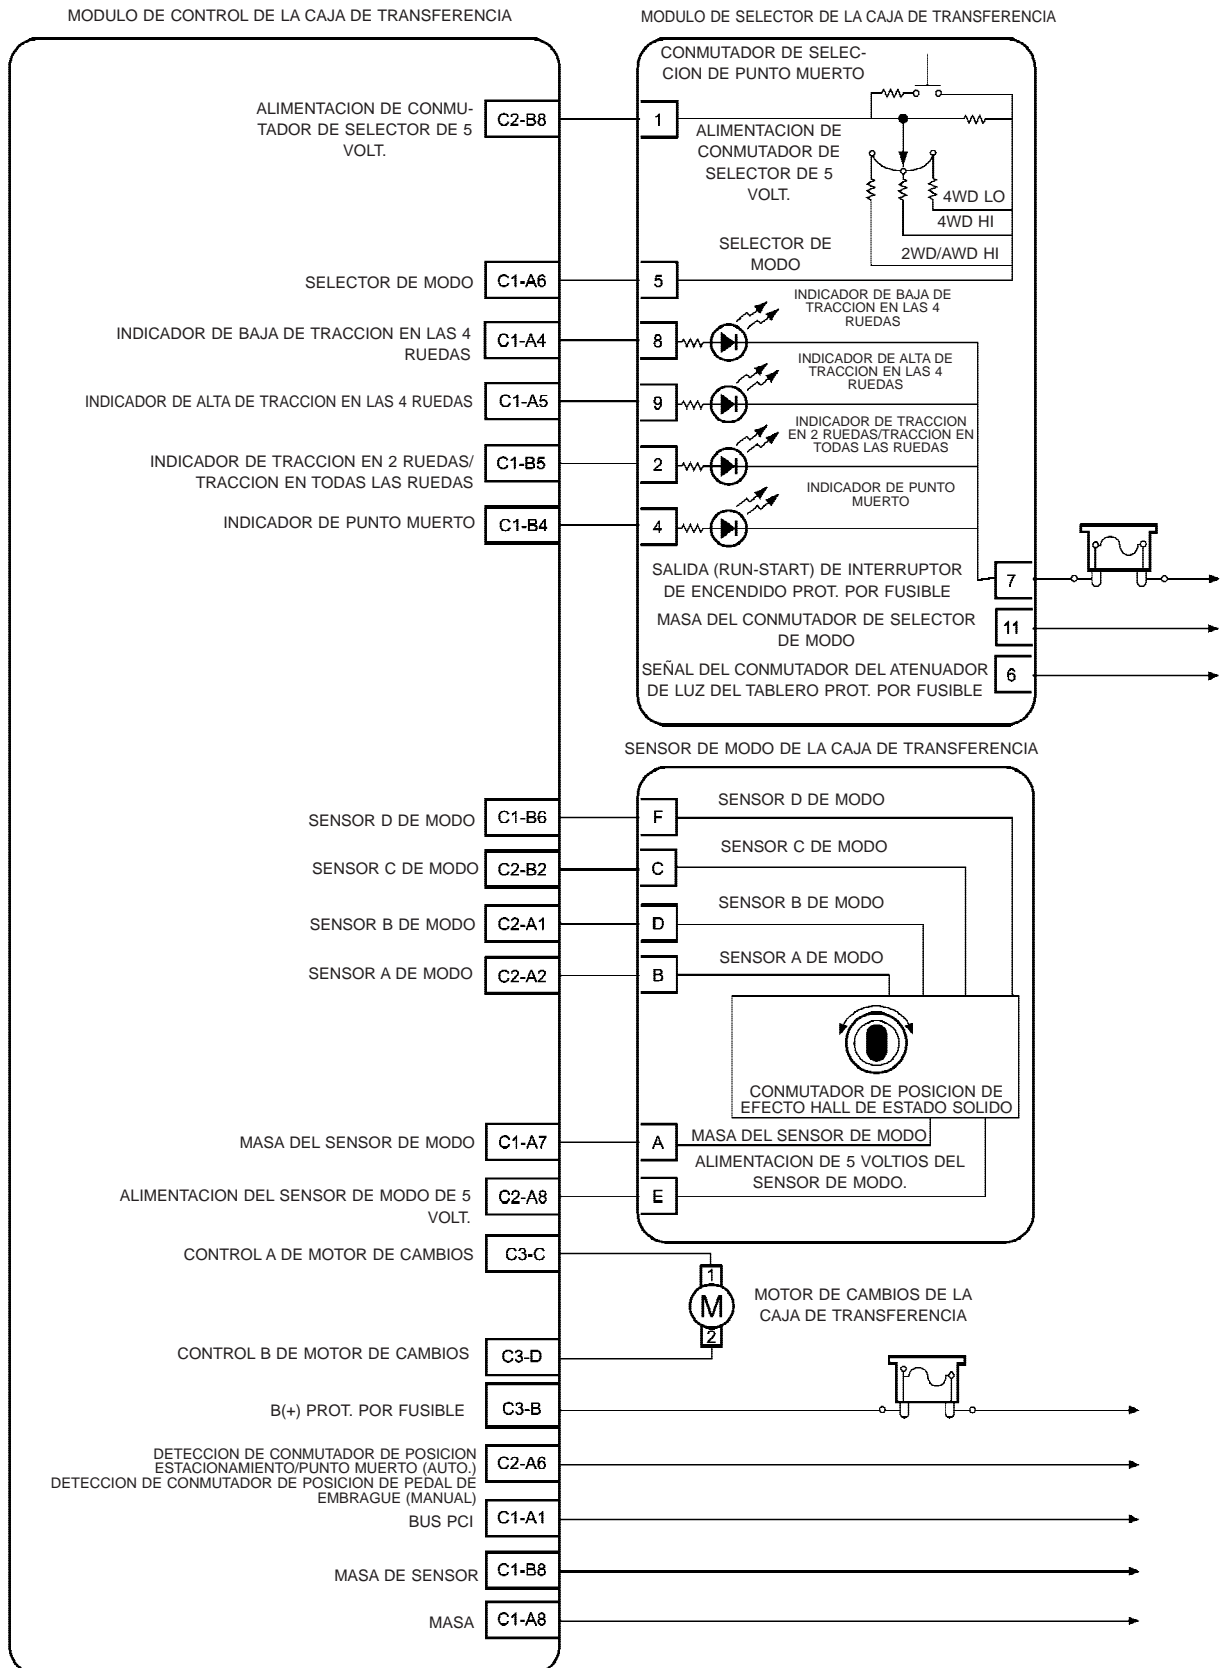 MODULO DE CONTROL DE LA CAJA DE TRANSFERENCIA
MODULO DE SELECTOR DE LA CAJA DE TRANSFERENCIA
CONMUTADOR DE SELEC-
CION DE PUNTO MUERTO
ALIMENTACION DE CONMU-
TADOR DE SELECTOR DE 5
VOLT.
C2-B8
1
ALIMENTACION DE
CONMUTADOR DE
SELECTOR DE 5
VOLT.
4WD LO
4WD HI
2WD/AWD HI
SELECTOR DE
MODO
SELECTOR DE MODO
C1-A6
5
INDICADOR DE BAJA DE
TRACCION EN LAS 4
RUEDAS
INDICADOR DE BAJA DE TRACCION EN LAS 4
RUEDAS
C1-A4
8
INDICADOR DE ALTA DE
TRACCION EN LAS 4
RUEDAS
INDICADOR DE ALTA DE TRACCION EN LAS 4 RUEDAS
C1-A5
9
INDICADOR DE TRACCION
EN 2 RUEDAS/TRACCION EN
TODAS LAS RUEDAS
INDICADOR DE TRACCION EN 2 RUEDAS/
TRACCION EN TODAS LAS RUEDAS
C1-B5
2
INDICADOR DE PUNTO
MUERTO
INDICADOR DE PUNTO MUERTO
C1-B4
4
SALIDA (RUN-START) DE INTERRUPTOR
DE ENCENDIDO PROT. POR FUSIBLE
7
MASA DEL CONMUTADOR DE SELECTOR
DE MODO
11
SEÑAL DEL CONMUTADOR DEL ATENUADOR
DE LUZ DEL TABLERO PROT. POR FUSIBLE
6
SENSOR DE MODO DE LA CAJA DE TRANSFERENCIA
SENSOR D DE MODO
C1-B6
F
SENSOR D DE MODO
SENSOR C DE MODO
C2-B2
C
SENSOR C DE MODO
SENSOR B DE MODO
C2-A1
D
SENSOR B DE MODO
SENSOR A DE MODO
C2-A2
B
SENSOR A DE MODO
CONMUTADOR DE POSICION DE
EFECTO HALL DE ESTADO SOLIDO
MASA DEL SENSOR DE MODO
C1-A7
A
MASA DEL SENSOR DE MODO
ALIMENTACION DE 5 VOLTIOS DEL
SENSOR DE MODO.
ALIMENTACION DEL SENSOR DE MODO DE 5
VOLT.
C2-A8
E
CONTROL A DE MOTOR DE CAMBIOS
C3-C
1
M
2
MOTOR DE CAMBIOS DE LA
CAJA DE TRANSFERENCIA
CONTROL B DE MOTOR DE CAMBIOS
C3-D
B(+) PROT. POR FUSIBLE
C3-B
DETECCION DE CONMUTADOR DE POSICION
ESTACIONAMIENTO/PUNTO MUERTO (AUTO.)
DETECCION DE CONMUTADOR DE POSICION DE PEDAL DE
EMBRAGUE (MANUAL)
C2-A6
BUS PCI
C1-A1
MASA DE SENSOR
C1-B8
MASA
C1-A8